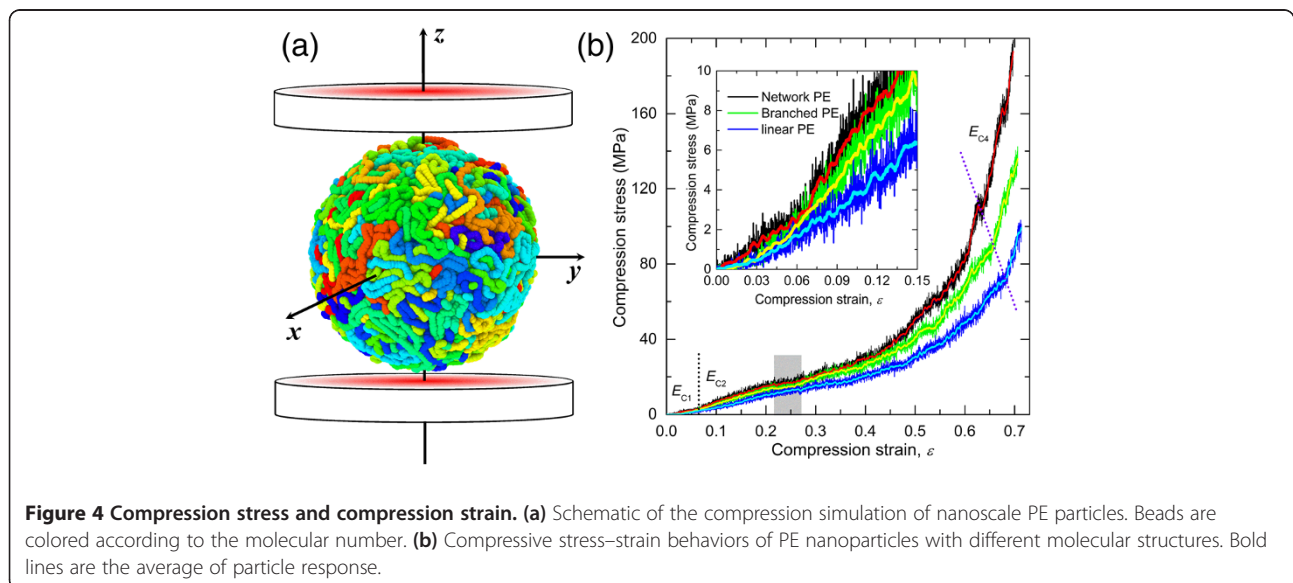 (a)
z
y
x
(b)
200
160
120
80
40
0
Compression stress (MPa)
0.0 0.1 0.2 0.3 0.4 0.5 0.6 0.7
Compression strain, ε
E_C1
E_C2
E_C4
10
8
6
4
2
0
Compression stress (MPa)
Network PE
Branched PE
linear PE
0.00 0.03 0.06 0.09 0.12 0.15
Compression strain, ε
Figure 4 Compression stress and compression strain. (a) Schematic of the compression simulation of nanoscale PE particles. Beads are
colored according to the molecular number. (b) Compressive stress–strain behaviors of PE nanoparticles with different molecular structures. Bold
lines are the average of particle response.